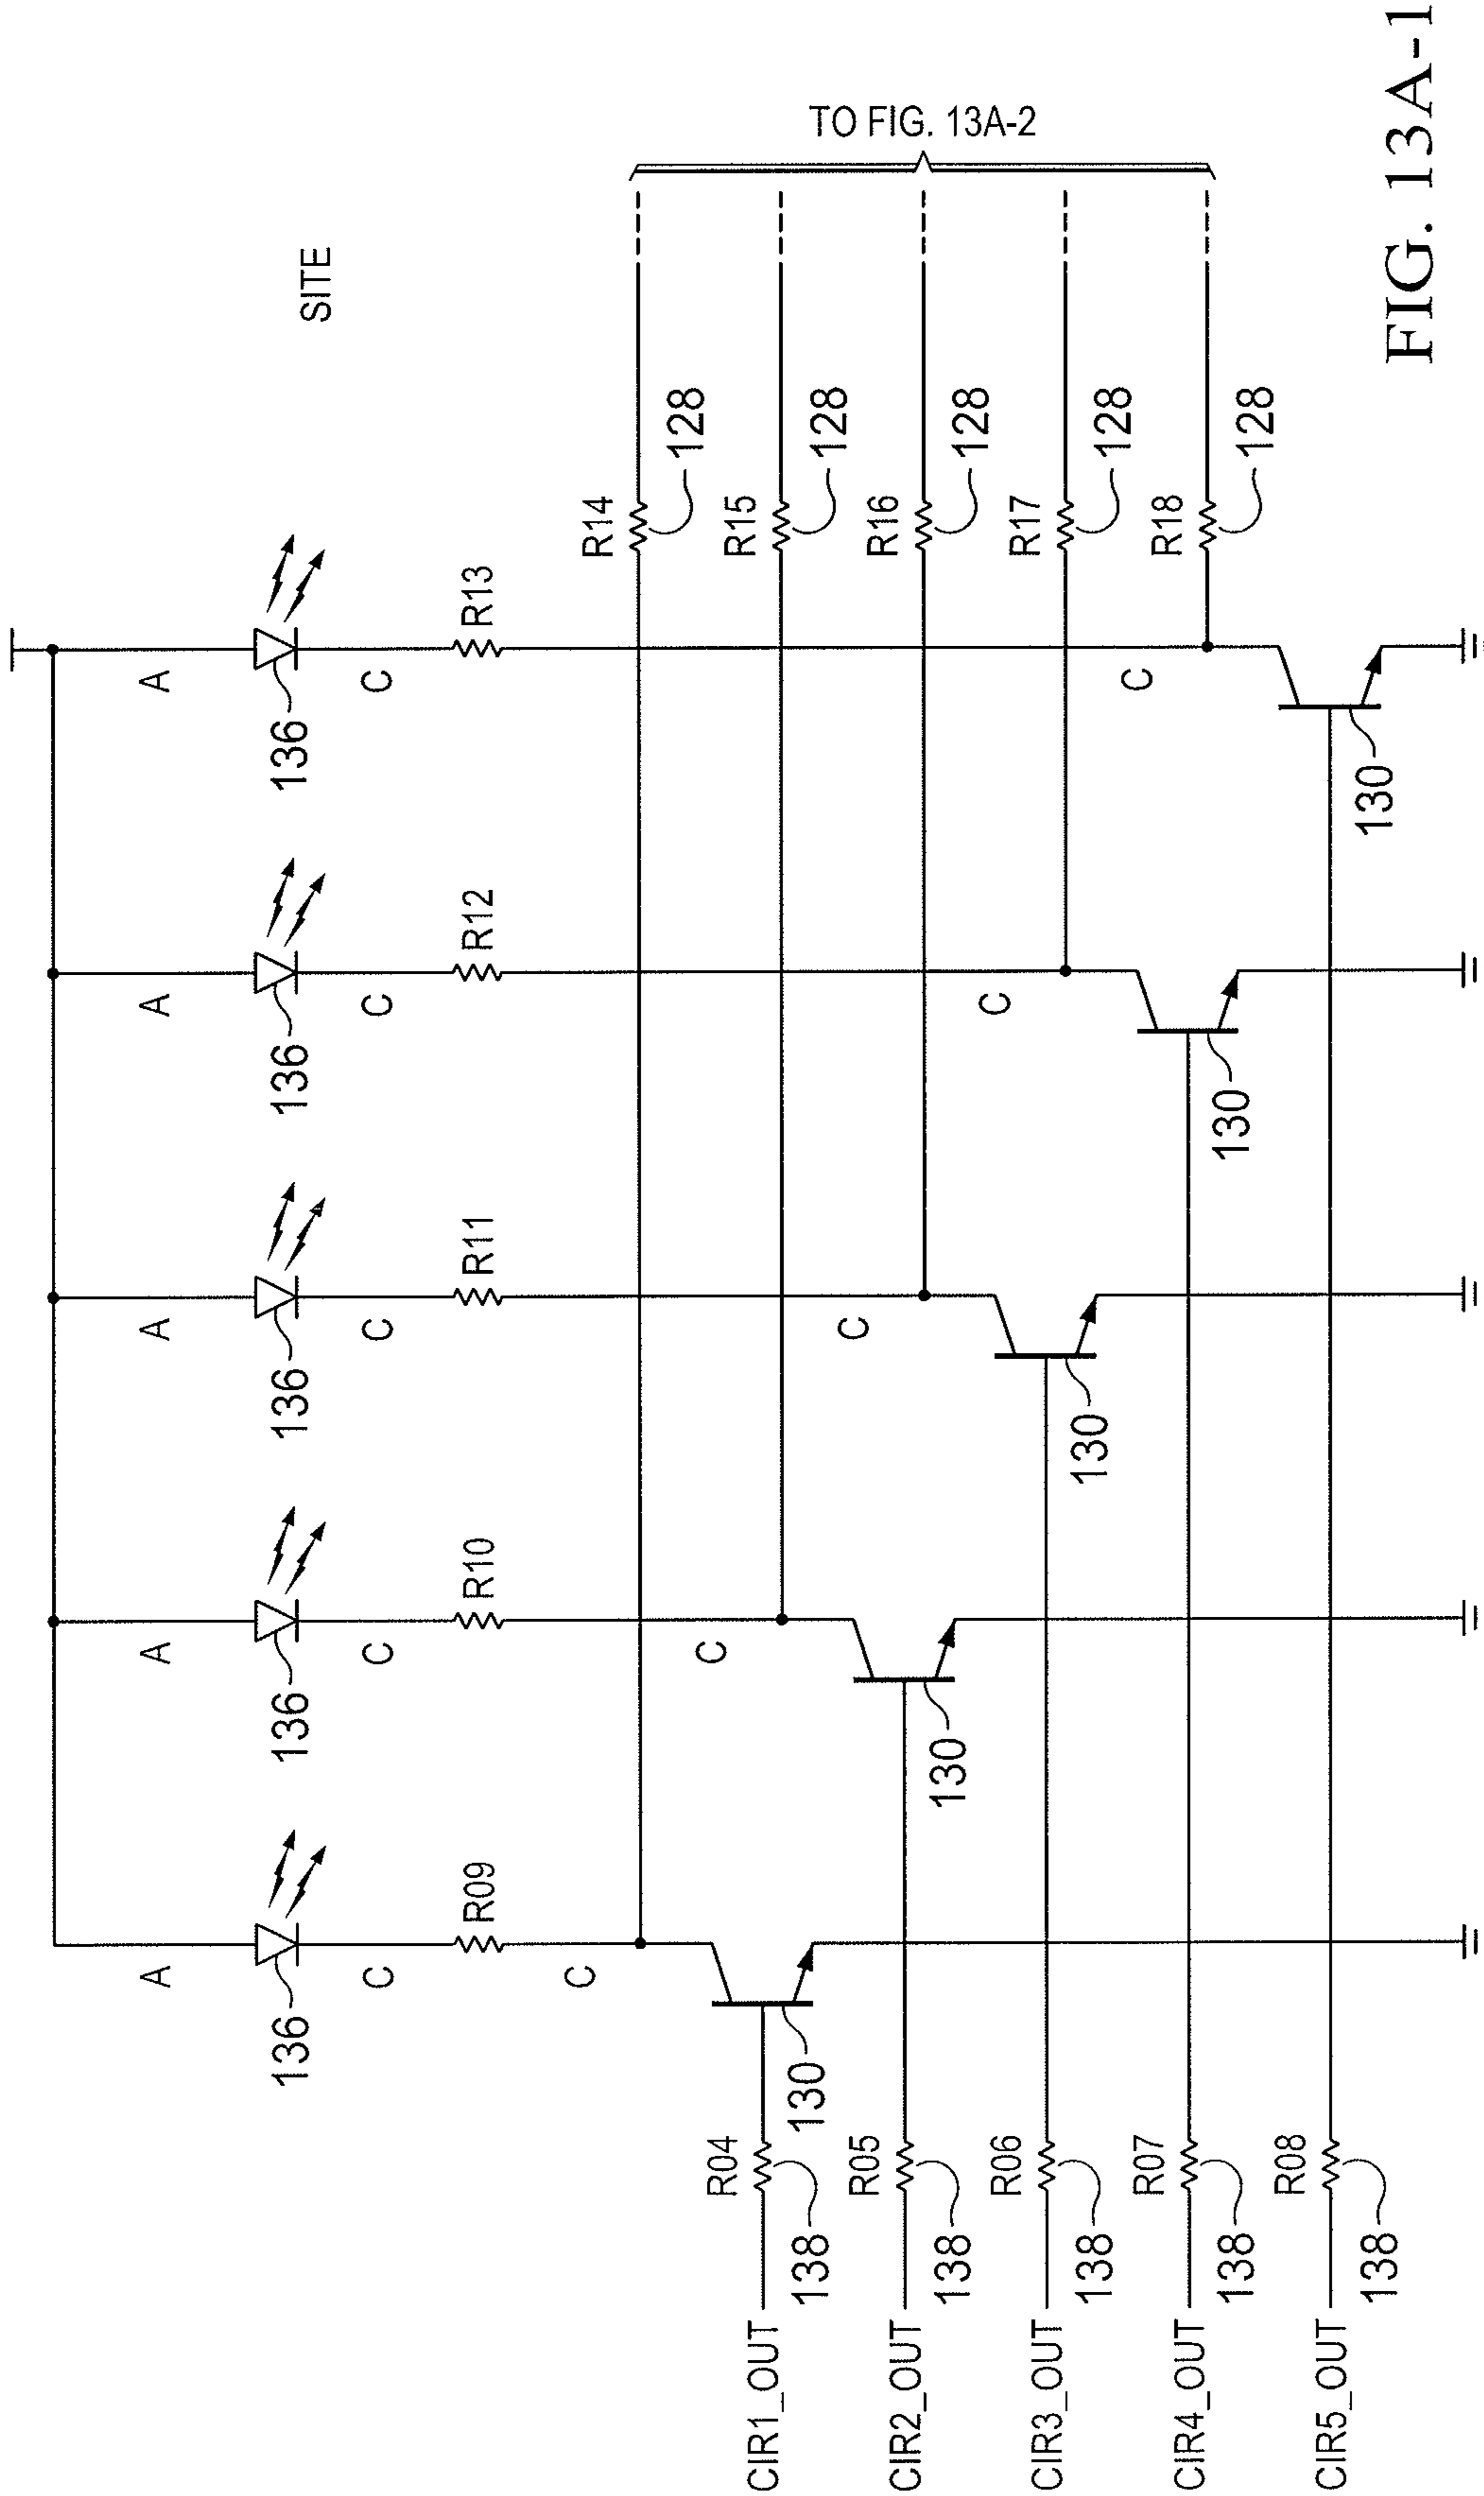 A
A
A
A
A
136
136
136
136
136
SITE
C
C
C
C
C
R09
R10
R11
R12
R13
C
R14
128
TO FIG. 13A-2
CIR1_OUT
R04
138
130
C
R15
128
CIR2_OUT
R05
138
130
C
R16
128
CIR3_OUT
R06
138
130
C
R17
128
CIR4_OUT
R07
138
130
C
R18
128
CIR5_OUT
R08
138
130
FIG. 13A-1